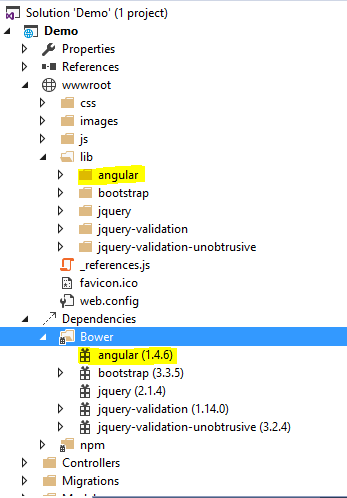 Solution 'Demo' (1 project)
Demo
Properties
References
wwwroot
css
images
js
lib
angular
bootstrap
jquery
jquery-validation
jquery-validation-unobtrusive
_references.js
favicon.ico
web.config
Dependencies
Bower
angular (1.4.6)
bootstrap (3.3.5)
jquery (2.1.4)
jquery-validation (1.14.0)
jquery-validation-unobtrusive (3.2.4)
npm
Controllers
Migrations